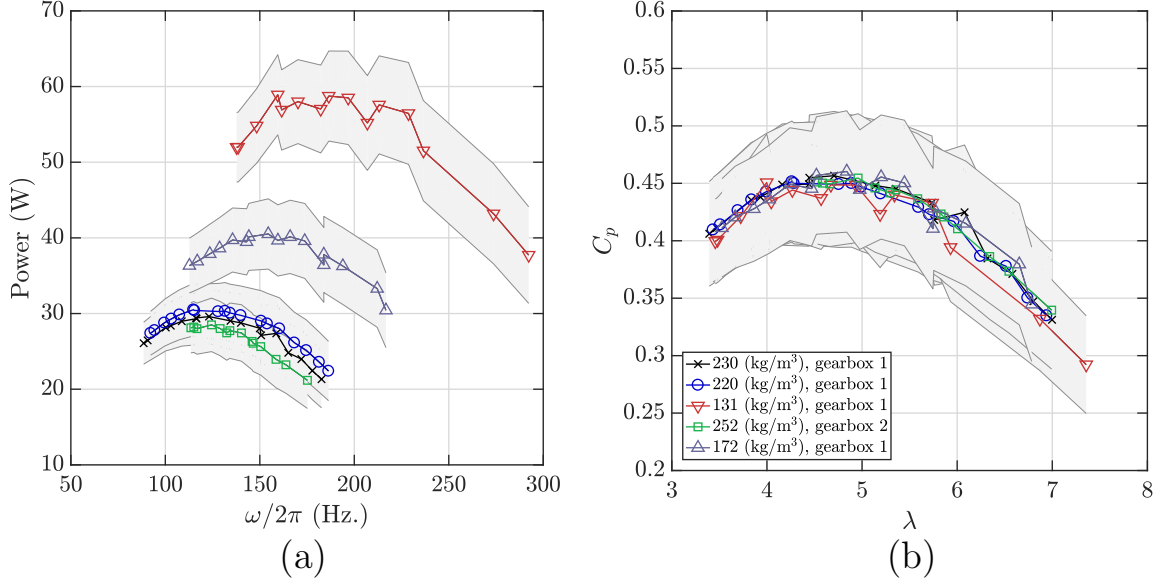 70
60
50
40
30
20
10
50
100
150
200
250
300
Power (W)
ω/2π (Hz.)
(a)
0.6
0.55
0.5
0.45
0.4
0.35
0.3
0.25
0.2
3
4
5
6
7
8
C_p
λ
230 (kg/m³), gearbox 1
220 (kg/m³), gearbox 1
131 (kg/m³), gearbox 1
252 (kg/m³), gearbox 2
172 (kg/m³), gearbox 1
(b)